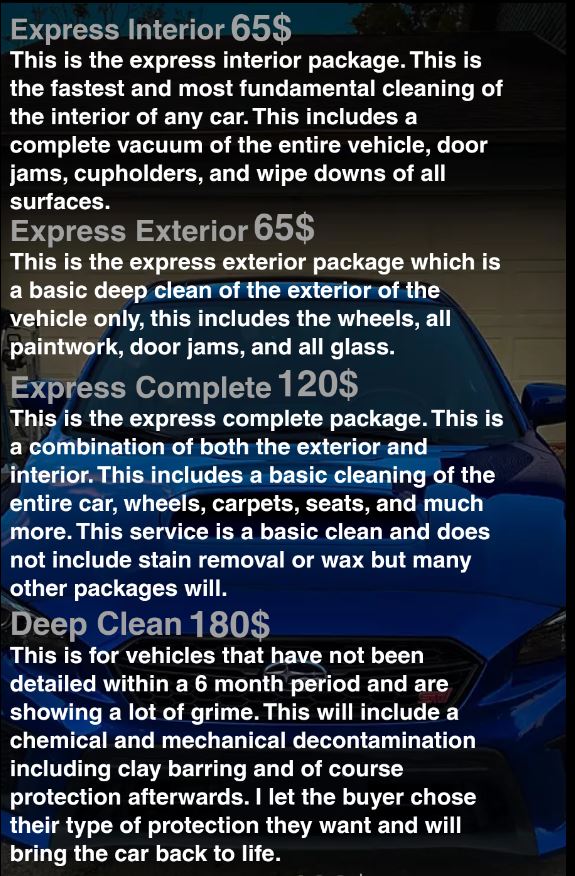 Express Interior 65$
This is the express interior package. This is
the fastest and most fundamental cleaning of
the interior of any car. This includes a
complete vacuum of the entire vehicle, door
jams, cupholders, and wipe downs of all
surfaces.
Express Exterior 65$
This is the express exterior package which is
a basic deep clean of the exterior of the
vehicle only, this includes the wheels, all
paintwork, door jams, and all glass.
Express Complete 120$
This is the express complete package. This is
a combination of both the exterior and
interior. This includes a basic cleaning of the
entire car, wheels, carpets, seats, and much
more. This service is a basic clean and does
not include stain removal or wax but many
other packages will.
Deep Clean 180$
This is for vehicles that have not been
detailed within a 6 month period and are
showing a lot of grime. This will include a
chemical and mechanical decontamination
including clay barring and of course
protection afterwards. I let the buyer chose
their type of protection they want and will
bring the car back to life.